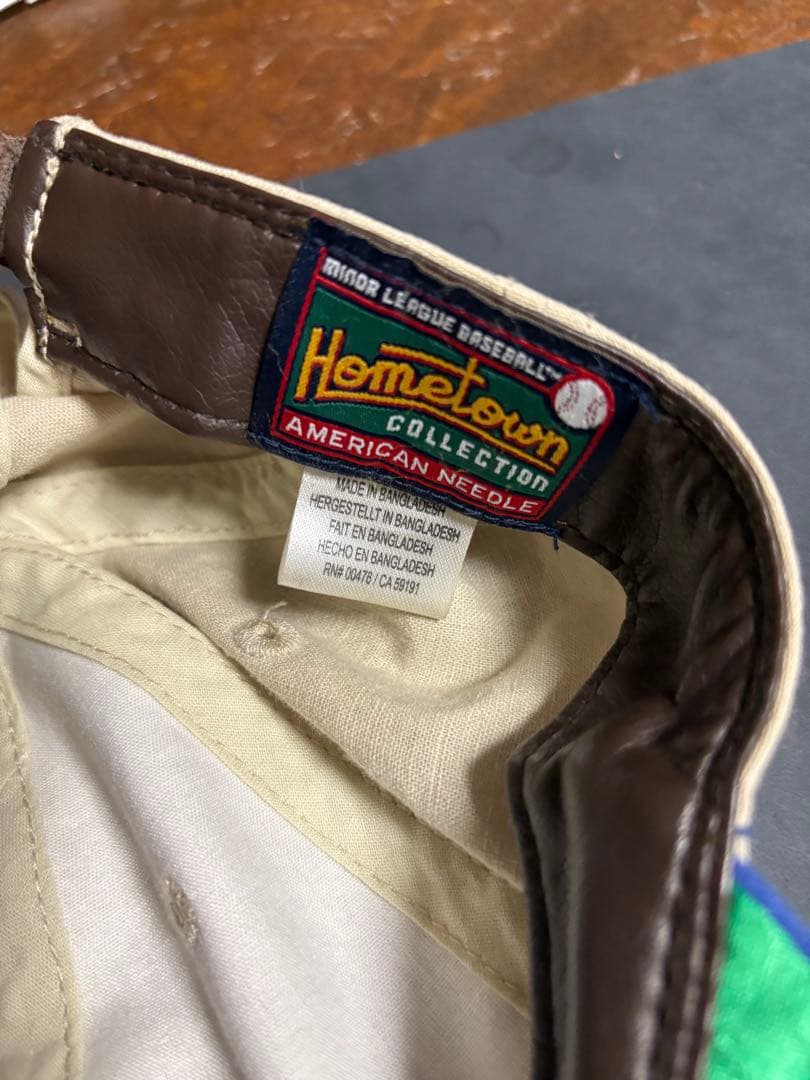 MINOR LEAGUE BASEBALL™
Hometown
COLLECTION
AMERICAN NEEDLE
MADE IN BANGLADESH
HERGESTELLT IN BANGLADESH
FAIT EN BANGLADESH
HECHO EN BANGLADESH
RN# 00476 / CA 59191